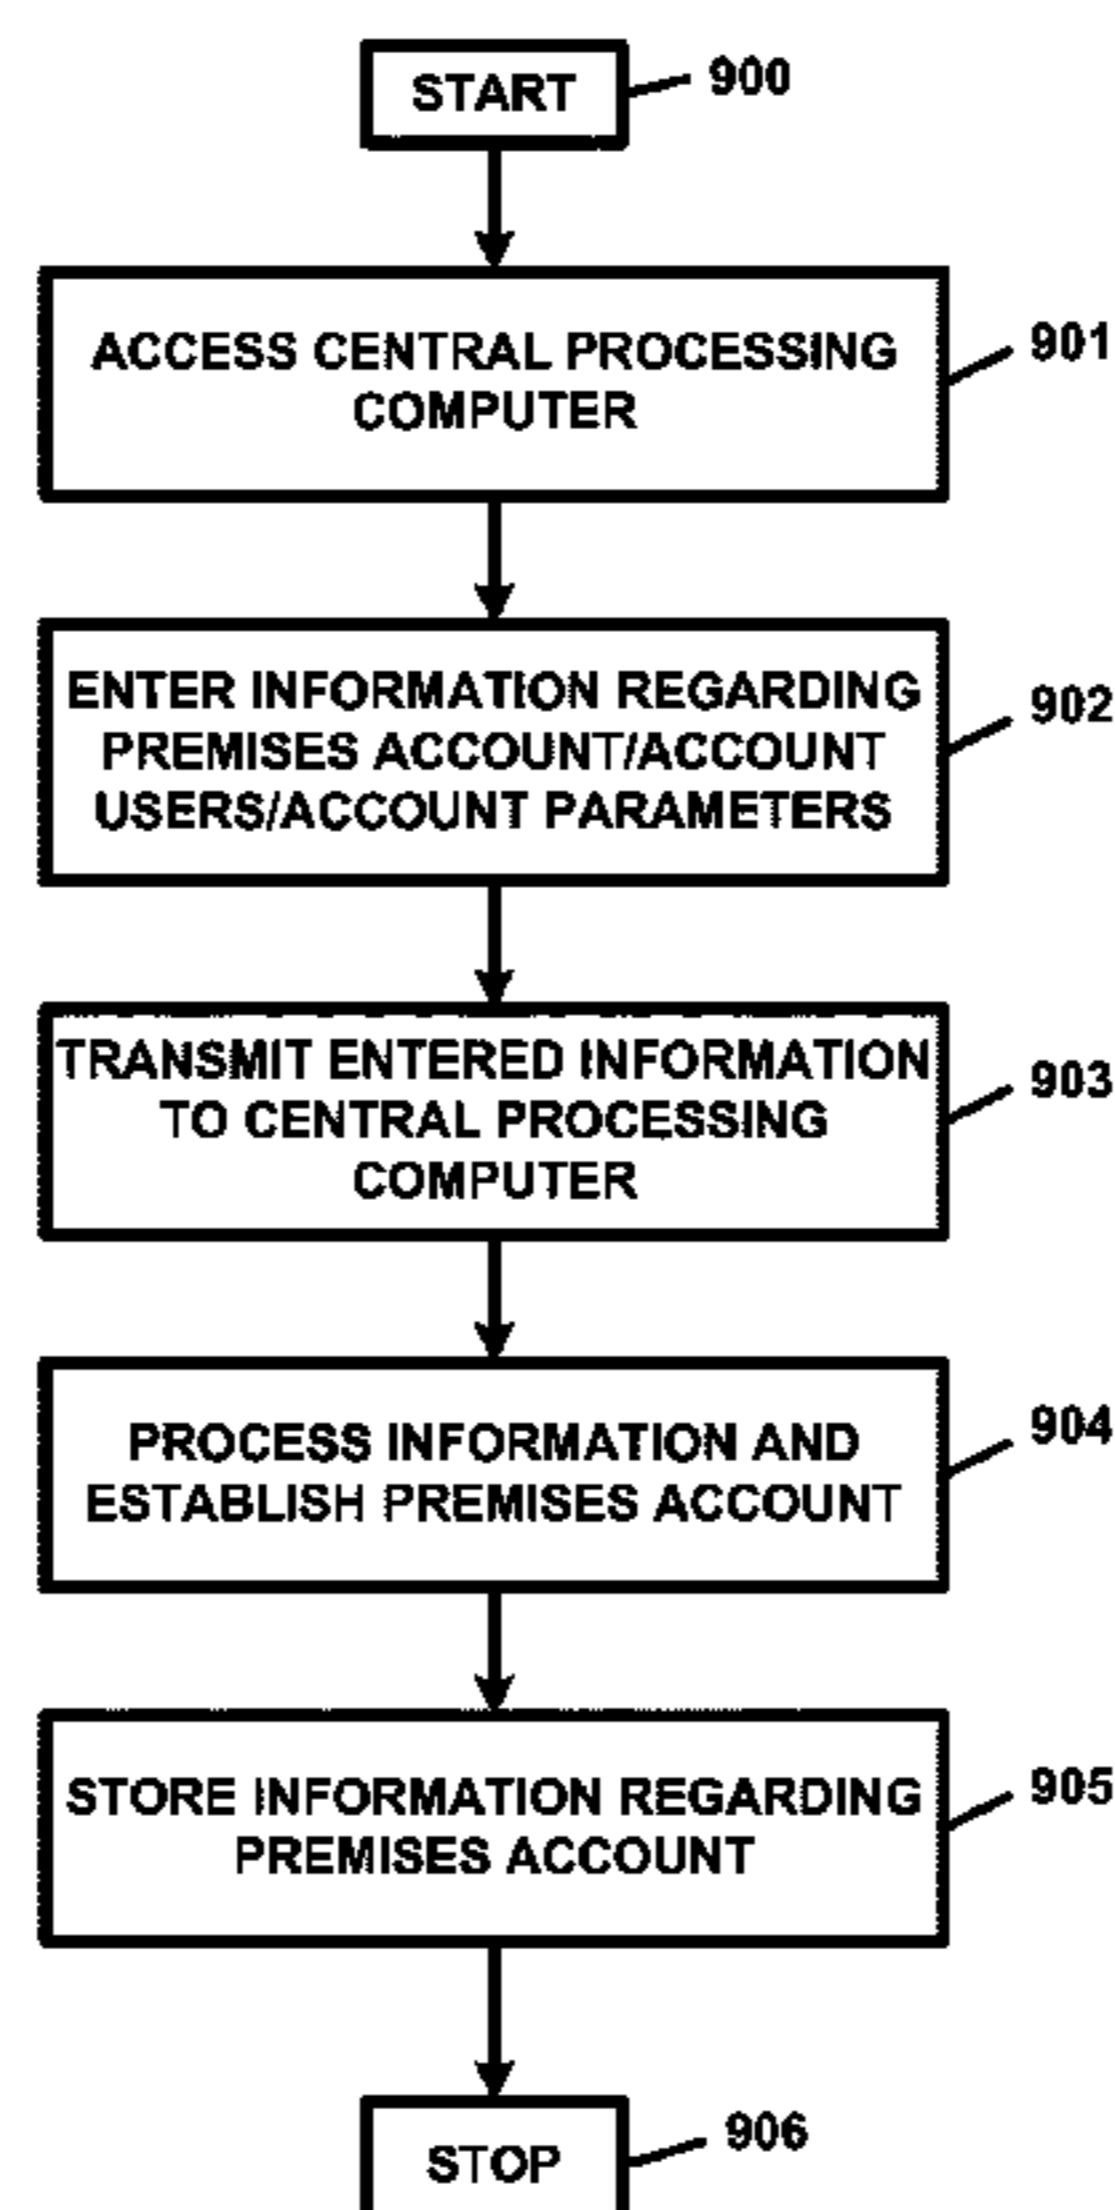 START
900
ACCESS CENTRAL PROCESSING
COMPUTER
901
ENTER INFORMATION REGARDING
PREMISES ACCOUNT/ACCOUNT
USERS/ACCOUNT PARAMETERS
902
TRANSMIT ENTERED INFORMATION
TO CENTRAL PROCESSING
COMPUTER
903
PROCESS INFORMATION AND
ESTABLISH PREMISES ACCOUNT
904
STORE INFORMATION REGARDING
PREMISES ACCOUNT
905
STOP
906